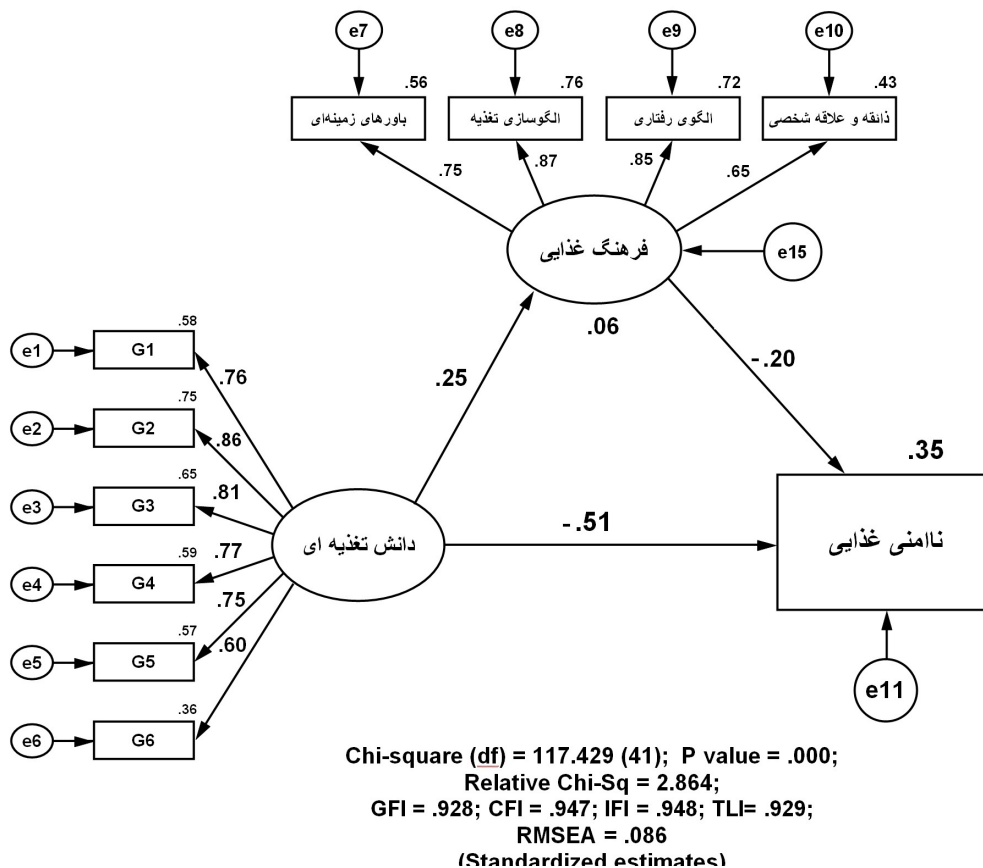 e7
e8
e9
e10
.56
.76
.72
.43
باورهای زمینه‌ای
الگوسازی تغذیه
الگوی رفتاری
ذائقه و علاقه شخصی
.75
.87
.85
.65
فرهنگ غذایی
e15
.06
.25
-.20
e1
G1
.58
.76
e2
G2
.75
.86
e3
G3
.65
.81
e4
G4
.59
.77
e5
G5
.57
.75
e6
G6
.36
.60
دانش تغذیه ای
-.51
.35
ناامنی غذایی
e11
Chi-square (df) = 117.429 (41); P value = .000;
Relative Chi-Sq = 2.864;
GFI = .928; CFI = .947; IFI = .948; TLI= .929;
RMSEA = .086
(Standardized estimates)